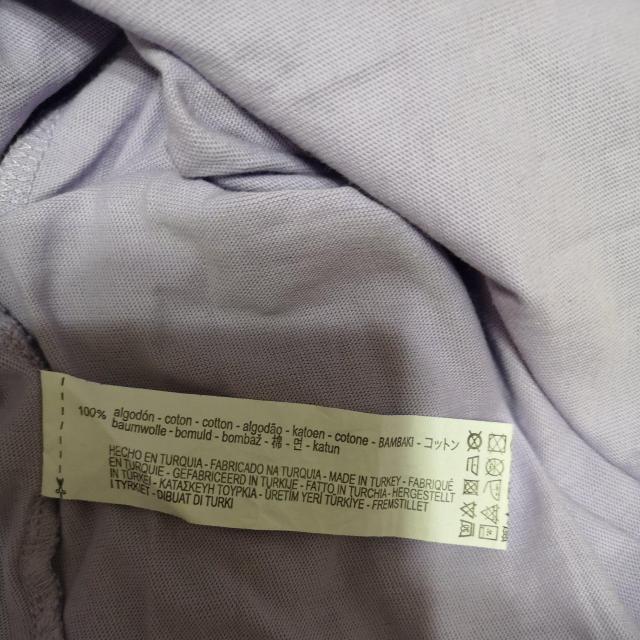 100% algodón - coton - cotton - algodão - katoen - cotone - BAMBAKI - コットン
baumwolle - bomuld - bombaž - 棉 - 면 - katun
HECHO EN TURQUIA - FABRICADO NA TURQUIA - MADE IN TURKEY - FABRIQUÉ
EN TURQUIE - GEFABRICEERD IN TURKIJE - FATTO IN TURCHIA - HERGESTELLT
IN TÜRKEI - ΚΑΤΑΣΚΕΥΗ ΤΟΥΡΚΙΑ - ÜRETİM YERİ TÜRKİYE - FREMSTILLET
I TYRKIET - DIBUAT DI TURKI